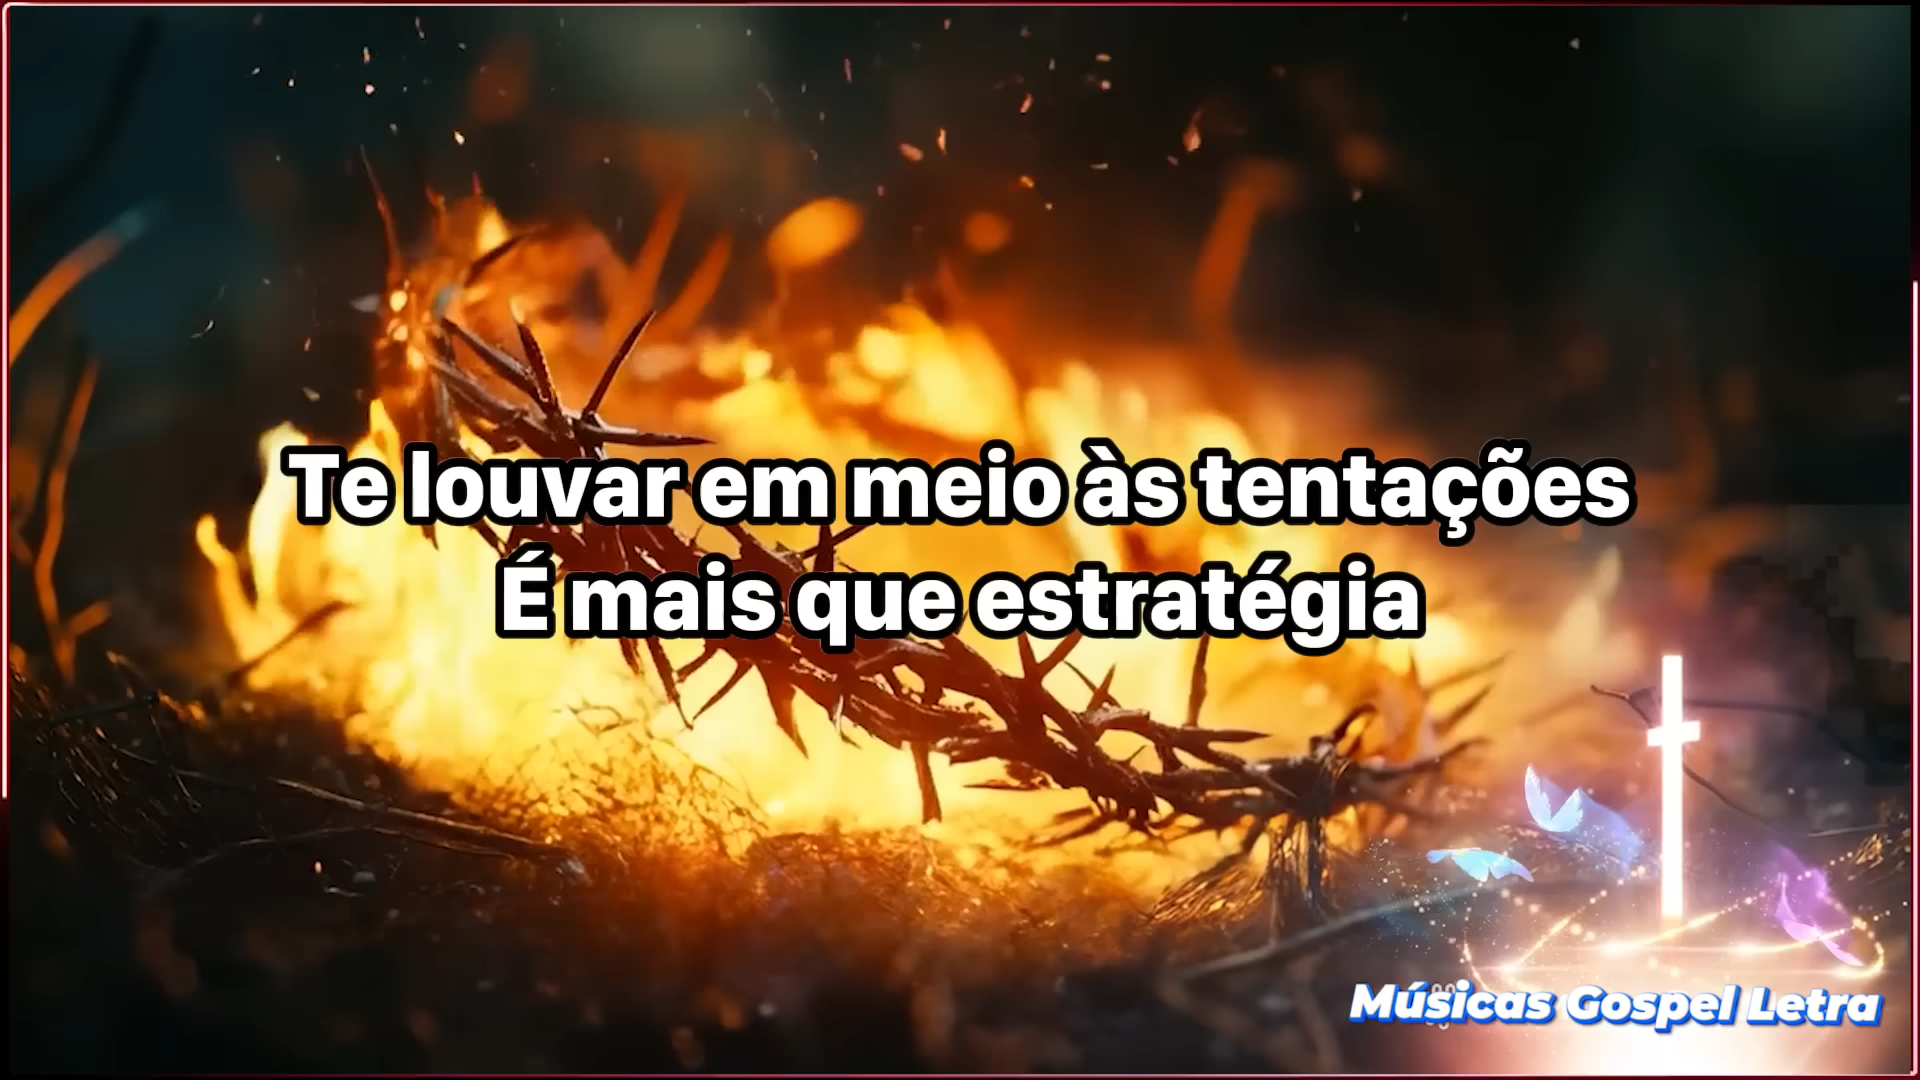 Te louvar em meio às tentações
É mais que estratégia
Músicas Gospel Letra